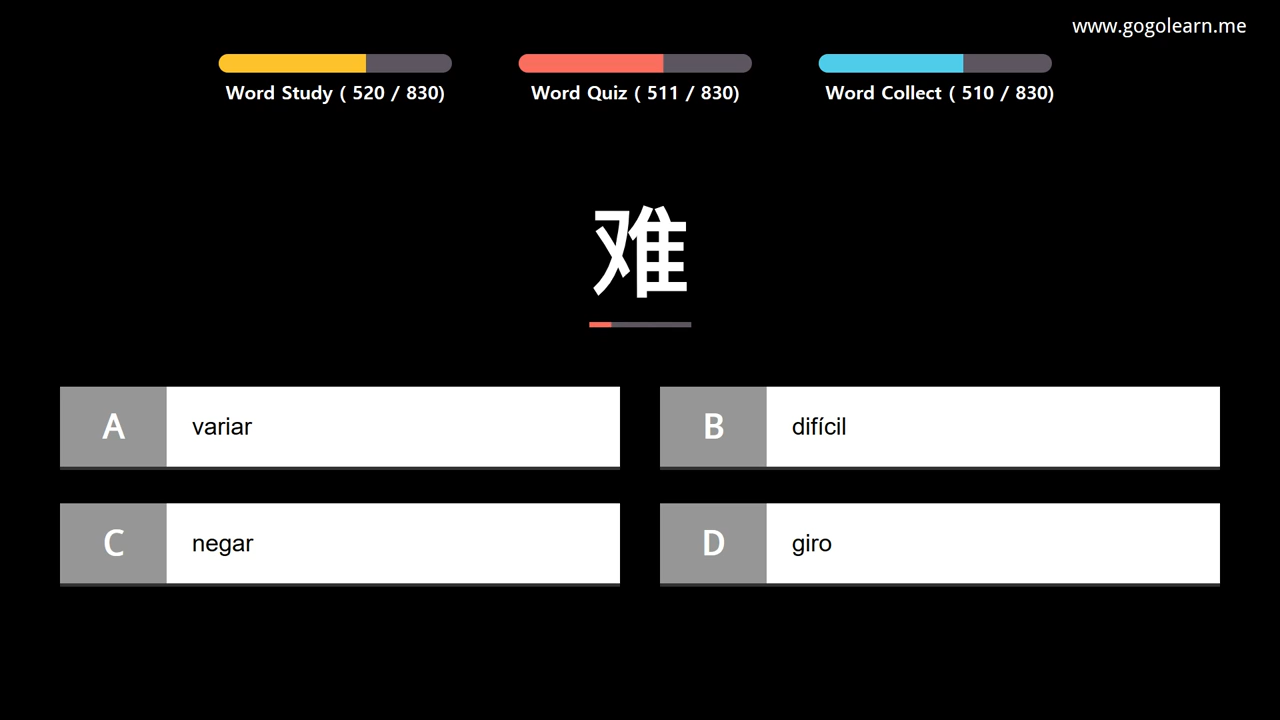 www.gogolearn.me
Word Study ( 520 / 830)
Word Quiz ( 511 / 830)
Word Collect ( 510 / 830)
难
A variar
B difícil
C negar
D giro